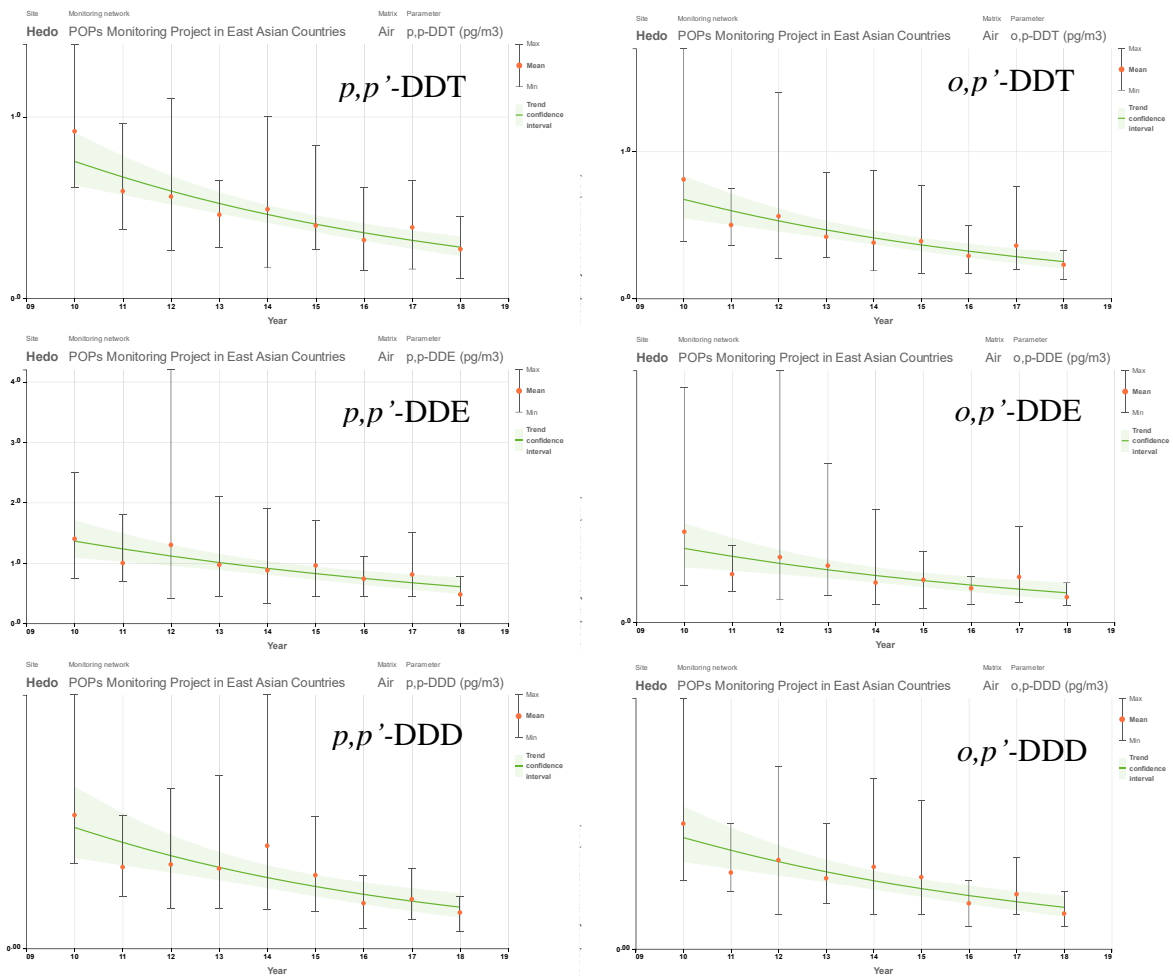 Site Monitoring network Matrix Parameter
Hedo POPs Monitoring Project in East Asian Countries Air p,p-DDT (pg/m3)
Max
Mean
Min
Trend
confidence
interval
p,p’-DDT
1.0
0.0
09 10 11 12 13 14 15 16 17 18 19
Year
Site Monitoring network Matrix Parameter
Hedo POPs Monitoring Project in East Asian Countries Air o,p-DDT (pg/m3)
Max
Mean
Min
Trend
confidence
interval
o,p’-DDT
1.0
0.0
09 10 11 12 13 14 15 16 17 18 19
Year
Site Monitoring network Matrix Parameter
Hedo POPs Monitoring Project in East Asian Countries Air p,p-DDE (pg/m3)
Max
Mean
Min
Trend
confidence
interval
p,p’-DDE
4.0
3.0
2.0
1.0
0.0
09 10 11 12 13 14 15 16 17 18 19
Year
Site Monitoring network Matrix Parameter
Hedo POPs Monitoring Project in East Asian Countries Air o,p-DDE (pg/m3)
Max
Mean
Min
Trend
confidence
interval
o,p’-DDE
0.0
09 10 11 12 13 14 15 16 17 18 19
Year
Site Monitoring network Matrix Parameter
Hedo POPs Monitoring Project in East Asian Countries Air p,p-DDD (pg/m3)
Max
Mean
Min
Trend
confidence
interval
p,p’-DDD
0.00
09 10 11 12 13 14 15 16 17 18 19
Year
Site Monitoring network Matrix Parameter
Hedo POPs Monitoring Project in East Asian Countries Air o,p-DDD (pg/m3)
Max
Mean
Min
Trend
confidence
interval
o,p’-DDD
0.00
09 10 11 12 13 14 15 16 17 18 19
Year